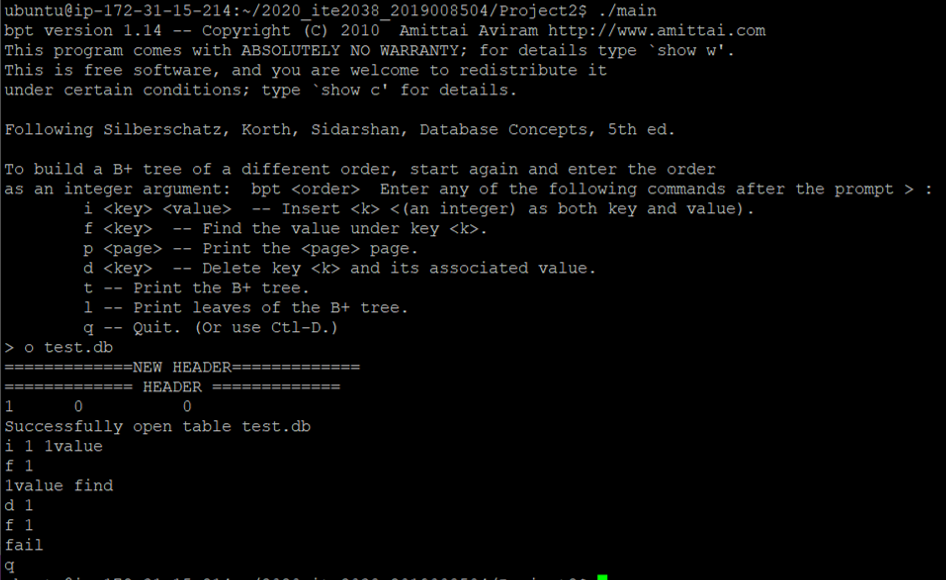 ubuntu@ip-172-31-15-214:~/2020_ite2038_2019008504/Project2$ ./main
bpt version 1.14 -- Copyright (C) 2010  Amittai Aviram http://www.amittai.com
This program comes with ABSOLUTELY NO WARRANTY; for details type `show w'.
This is free software, and you are welcome to redistribute it
under certain conditions; type `show c' for details.

Following Silberschatz, Korth, Sidarshan, Database Concepts, 5th ed.

To build a B+ tree of a different order, start again and enter the order
as an integer argument:  bpt <order>  Enter any of the following commands after the prompt > :
        i <key> <value>  -- Insert <k> <(an integer) as both key and value).
        f <key>  -- Find the value under key <k>.
        p <page> -- Print the <page> page.
        d <key>  -- Delete key <k> and its associated value.
        t -- Print the B+ tree.
        l -- Print leaves of the B+ tree.
        q -- Quit. (Or use Ctl-D.)
> o test.db
=============NEW HEADER=============
============= HEADER =============
1      0          0
Successfully open table test.db
i 1 1value
f 1
1value find
d 1
f 1
fail
q